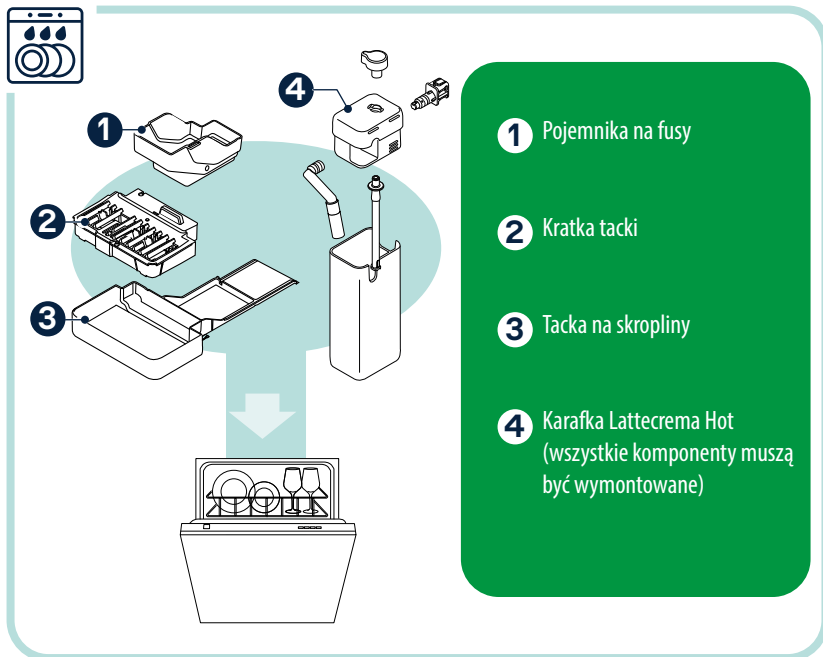 4
1
2
3
1 Pojemnika na fusy
2 Kratka tacki
3 Tacka na skropliny
4 Karafka Lattecrema Hot
(wszystkie komponenty muszą
być wymontowane)